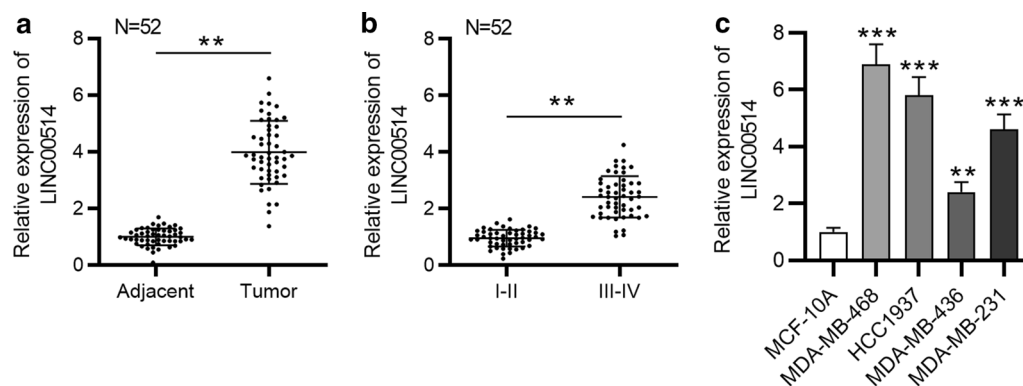 a
N=52
**
Relative expression of
LINC00514
8
6
4
2
0
Adjacent
Tumor
b
N=52
**
Relative expression of
LINC00514
8
6
4
2
0
I-II
III-IV
c
Relative expression of
LINC00514
8
6
4
2
0
***
***
**
***
MCF-10A
MDA-MB-468
HCC1937
MDA-MB-436
MDA-MB-231